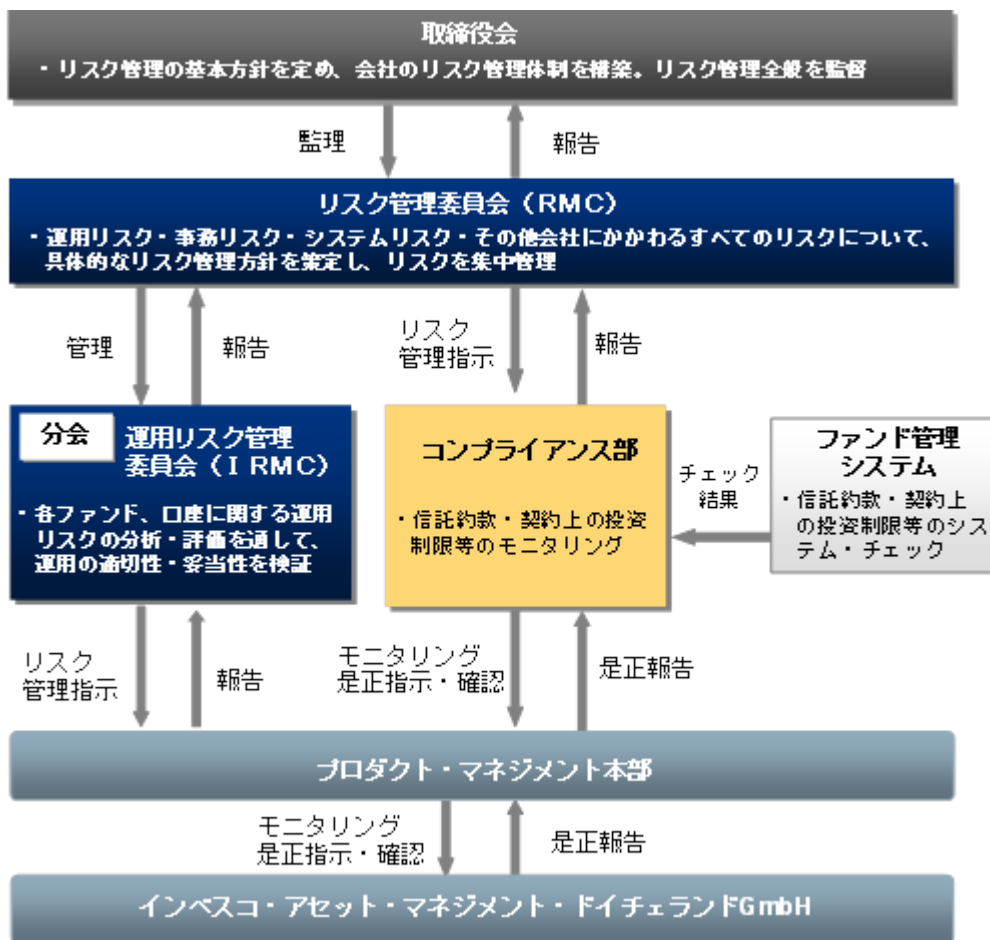 取締役会
・リスク管理の基本方針を定め、会社のリスク管理体制を構築。リスク管理全般を監督
監理
報告
リスク管理委員会（RMC）
・運用リスク・事務リスク・システムリスク・その他会社にかかわるすべてのリスクについて、
具体的なリスク管理方針を策定し、リスクを集中管理
管理
報告
リスク
管理指示
報告
分会
運用リスク管理
委員会（ＩRMC）
・各ファンド、口座に関する運用
リスクの分析・評価を通して、
運用の適切性・妥当性を検証
コンプライアンス部
・信託約款・契約上の投資
制限等のモニタリング
チェック
結果
ファンド管理
システム
・信託約款・契約上
の投資制限等のシス
テム・チェック
リスク
管理指示
報告
モニタリング
是正指示・確認
是正報告
プロダクト・マネジメント本部
モニタリング
是正指示・確認
是正報告
インベスコ・アセット・マネジメント・ドイチェランドGmbH